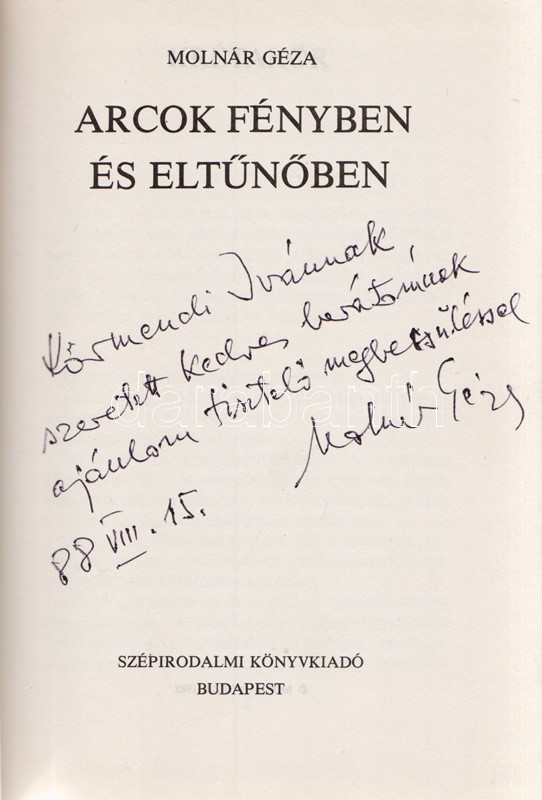 MOLNÁR GÉZA
ARCOK FÉNYBEN
ÉS ELTŰNŐBEN
Körmendi Ivánnak,
szeretett kedves barátomnak
ajánlom tisztelő megbecsüléssel
Molnár Géza
88 VIII. 15.
darabanth
SZÉPIRODALMI KÖNYVKIADÓ
BUDAPEST